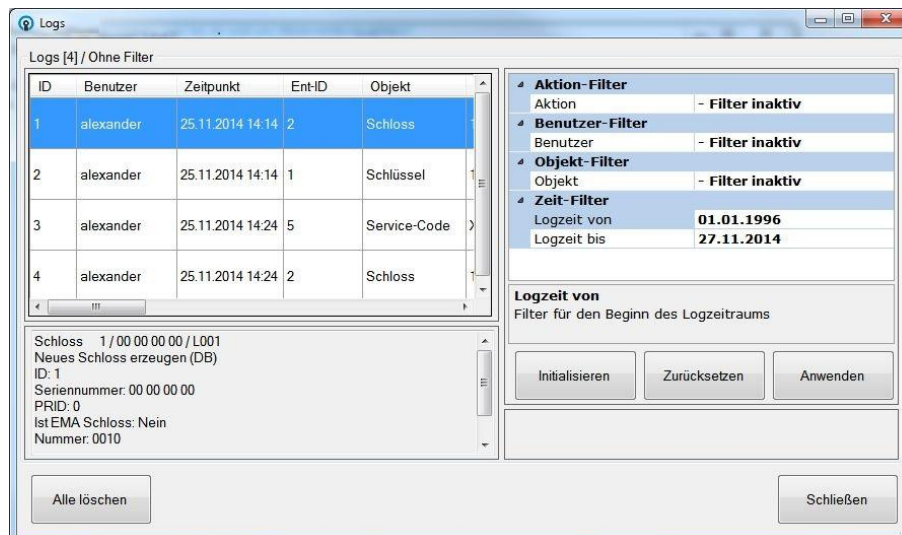 Logs
Logs [4] / Ohne Filter
ID Benutzer Zeitpunkt Ent-ID Objekt
1 alexander 25.11.2014 14:14 2 Schloss
2 alexander 25.11.2014 14:14 1 Schlüssel
3 alexander 25.11.2014 14:24 5 Service-Code
4 alexander 25.11.2014 14:24 2 Schloss
Schloss 1 / 00 00 00 00 / L001
Neues Schloss erzeugen (DB)
ID: 1
Seriennummer: 00 00 00 00
PRID: 0
Ist EMA Schloss: Nein
Nummer: 0010
Aktion-Filter
Aktion - Filter inaktiv
Benutzer-Filter
Benutzer - Filter inaktiv
Objekt-Filter
Objekt - Filter inaktiv
Zeit-Filter
Logzeit von 01.01.1996
Logzeit bis 27.11.2014
Logzeit von
Filter für den Beginn des Logzeitraums
Initialisieren Zurücksetzen Anwenden
Alle löschen Schließen